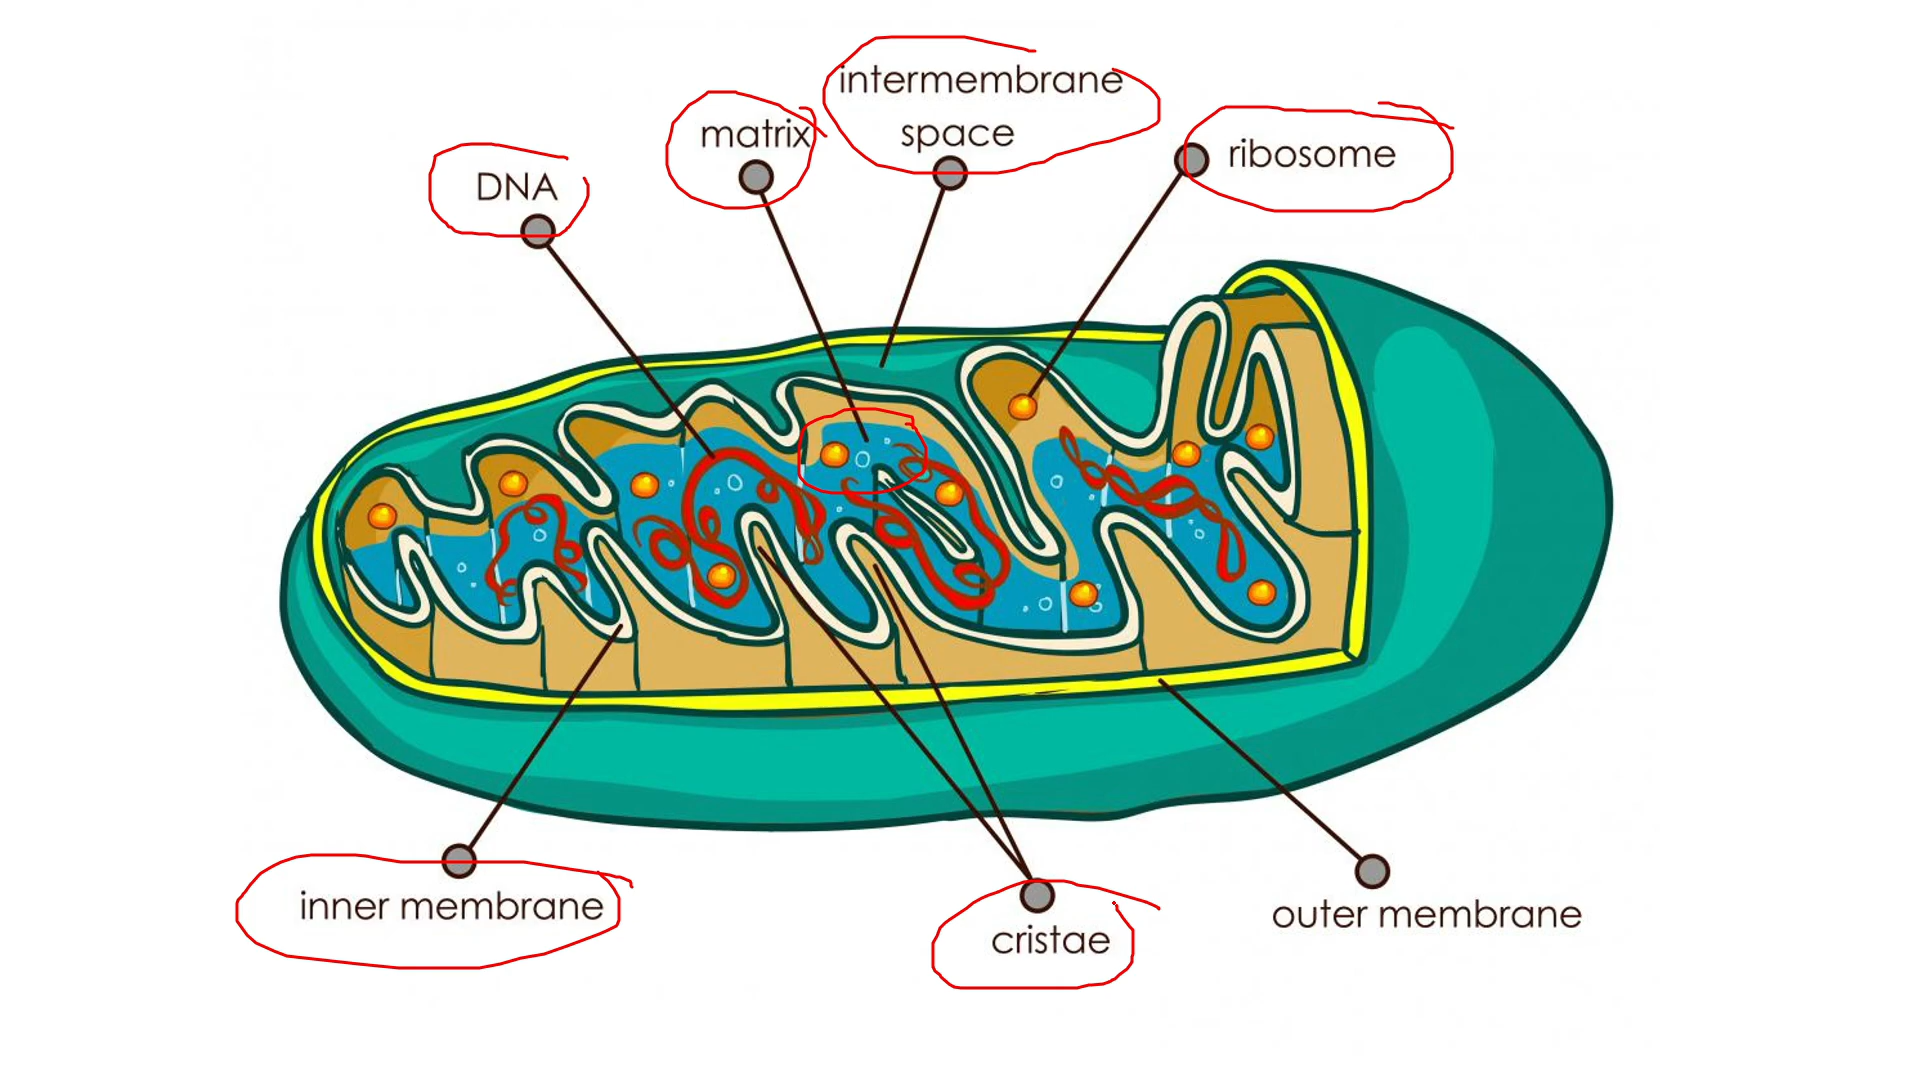 intermembrane
space
matrix
ribosome
DNA
inner membrane
cristae
outer membrane